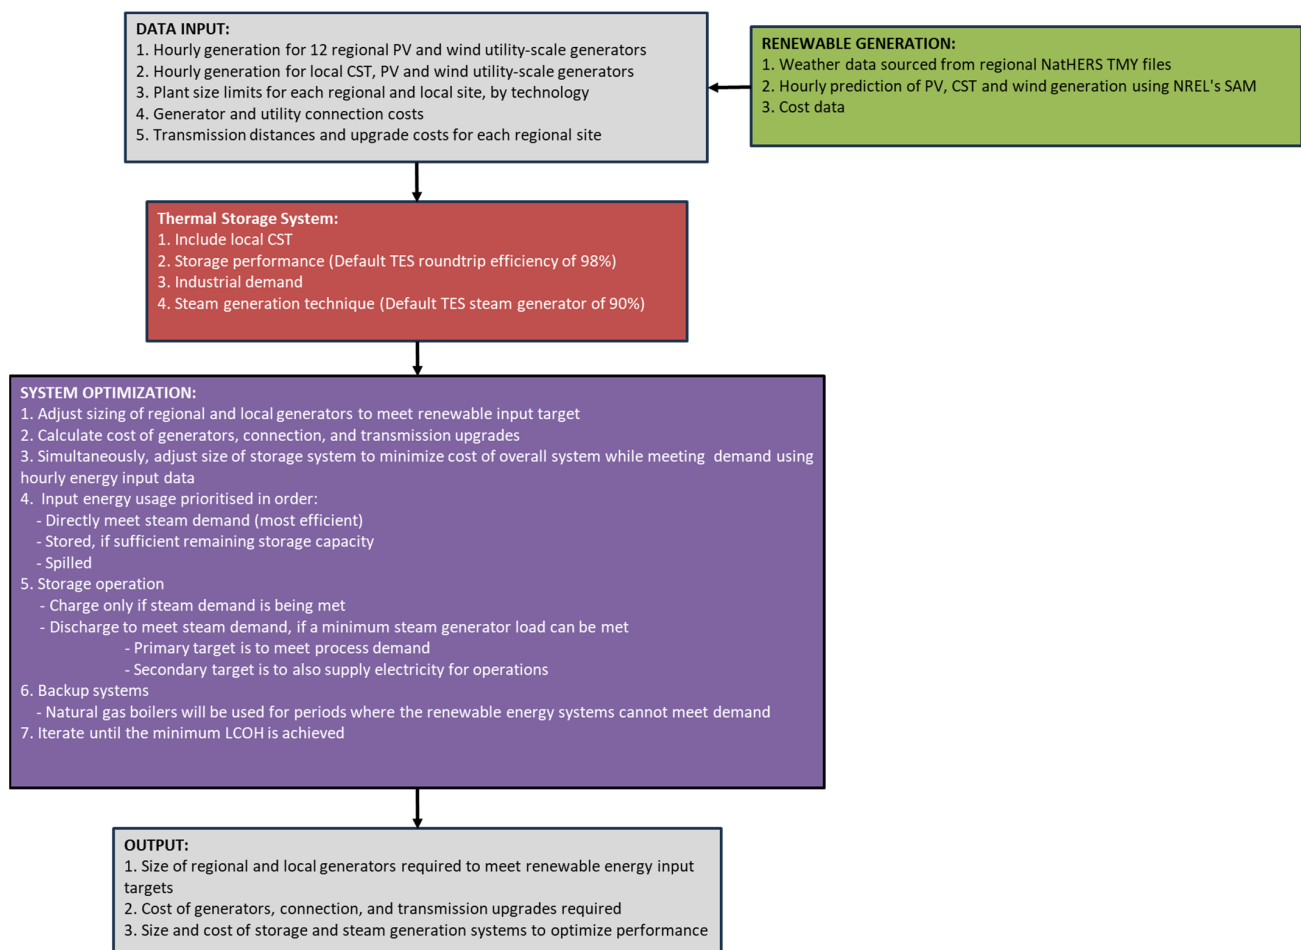 DATA INPUT:
1. Hourly generation for 12 regional PV and wind utility-scale generators
2. Hourly generation for local CST, PV and wind utility-scale generators
3. Plant size limits for each regional and local site, by technology
4. Generator and utility connection costs
5. Transmission distances and upgrade costs for each regional site
RENEWABLE GENERATION:
1. Weather data sourced from regional NatHERS TMY files
2. Hourly prediction of PV, CST and wind generation using NREL's SAM
3. Cost data
Thermal Storage System:
1. Include local CST
2. Storage performance (Default TES roundtrip efficiency of 98%)
3. Industrial demand
4. Steam generation technique (Default TES steam generator of 90%)
SYSTEM OPTIMIZATION:
1. Adjust sizing of regional and local generators to meet renewable input target
2. Calculate cost of generators, connection, and transmission upgrades
3. Simultaneously, adjust size of storage system to minimize cost of overall system while meeting demand using
hourly energy input data
4. Input energy usage prioritised in order:
- Directly meet steam demand (most efficient)
- Stored, if sufficient remaining storage capacity
- Spilled
5. Storage operation
- Charge only if steam demand is being met
- Discharge to meet steam demand, if a minimum steam generator load can be met
- Primary target is to meet process demand
- Secondary target is to also supply electricity for operations
6. Backup systems
- Natural gas boilers will be used for periods where the renewable energy systems cannot meet demand
7. Iterate until the minimum LCOH is achieved
OUTPUT:
1. Size of regional and local generators required to meet renewable energy input
targets
2. Cost of generators, connection, and transmission upgrades required
3. Size and cost of storage and steam generation systems to optimize performance